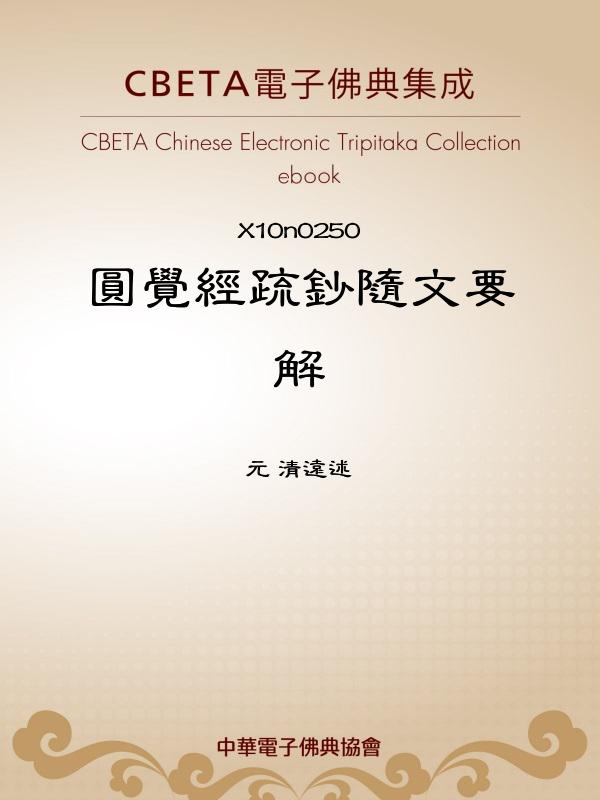 CBETA電子佛典集成
CBETA Chinese Electronic Tripitaka Collection
ebook
X10n0250
圓覺經疏鈔隨文要
解
元 清遠述
中華電子佛典協會